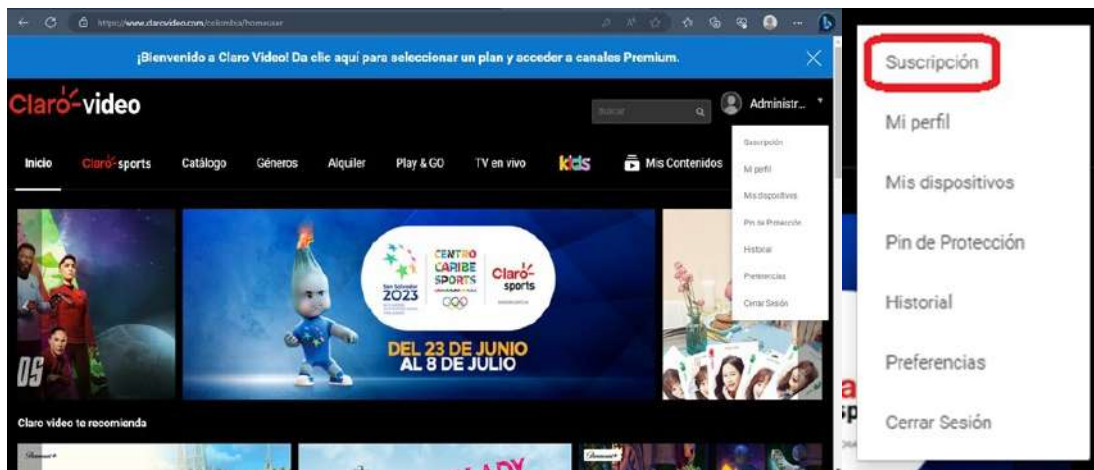 https://www.clarovideo.com/colombia/homeuser
¡Bienvenido a Claro Video! Da clic aquí para seleccionar un plan y acceder a canales Premium.
Claro-video
Buscar
Administr...
Inicio
Claro-sports
Catálogo
Géneros
Alquiler
Play & GO
TV en vivo
kids
Mis Contenidos
Suscripción
Mi perfil
Mis dispositivos
Pin de Protección
Historial
Preferencias
Cerrar Sesión
San Salvador
2023
CENTRO
CARIBE
SPORTS
Claro-
sports
DEL 23 DE JUNIO
AL 8 DE JULIO
Claro video te recomienda
Paramount+
LADY
Paramount+
Suscripción
Mi perfil
Mis dispositivos
Pin de Protección
Historial
Preferencias
Cerrar Sesión